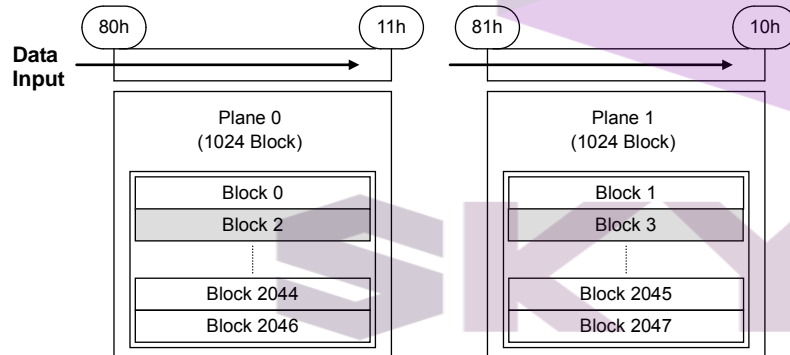 80h
11h
81h
10h
Data
Input
Plane 0
(1024 Block)
Block 0
Block 2
Block 2044
Block 2046
Plane 1
(1024 Block)
Block 1
Block 3
Block 2045
Block 2047
SKY